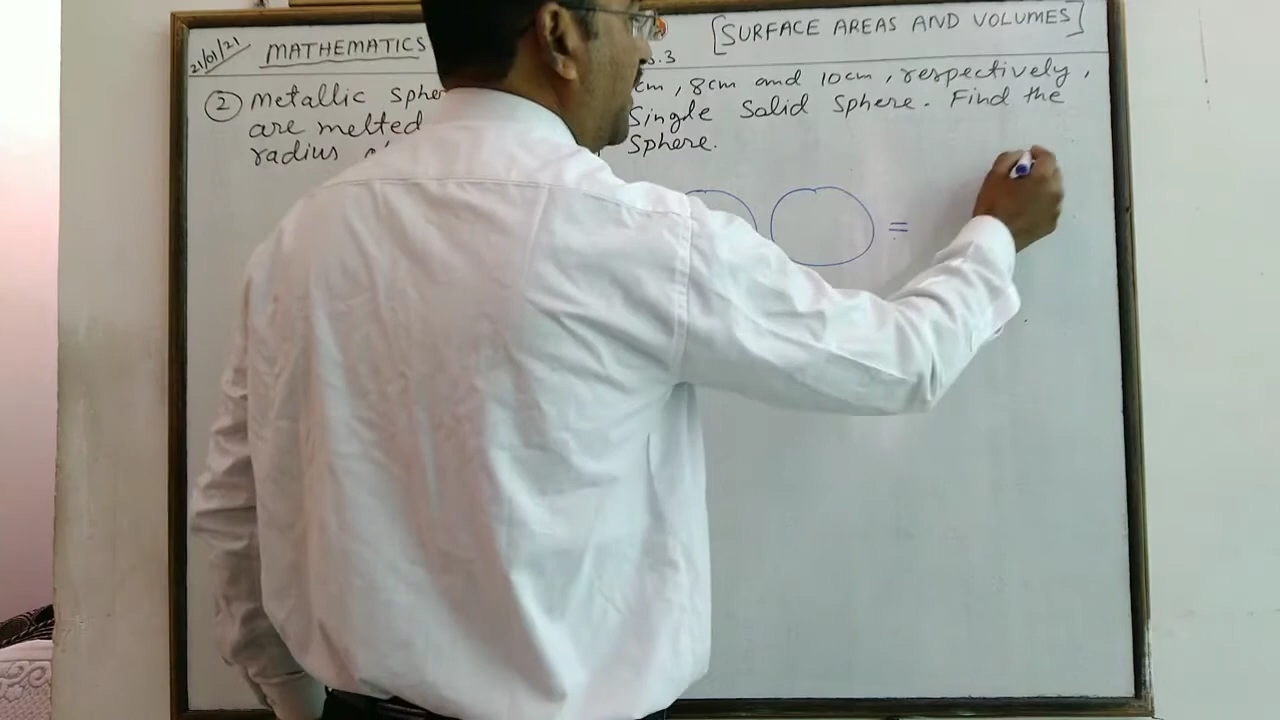 21/01/21 MATHEMATICS .3 [SURFACE AREAS AND VOLUMES]
② Metallic spher cm, 8cm and 10cm, respectively,
are melted Single Solid Sphere. Find the
radius Sphere.
=